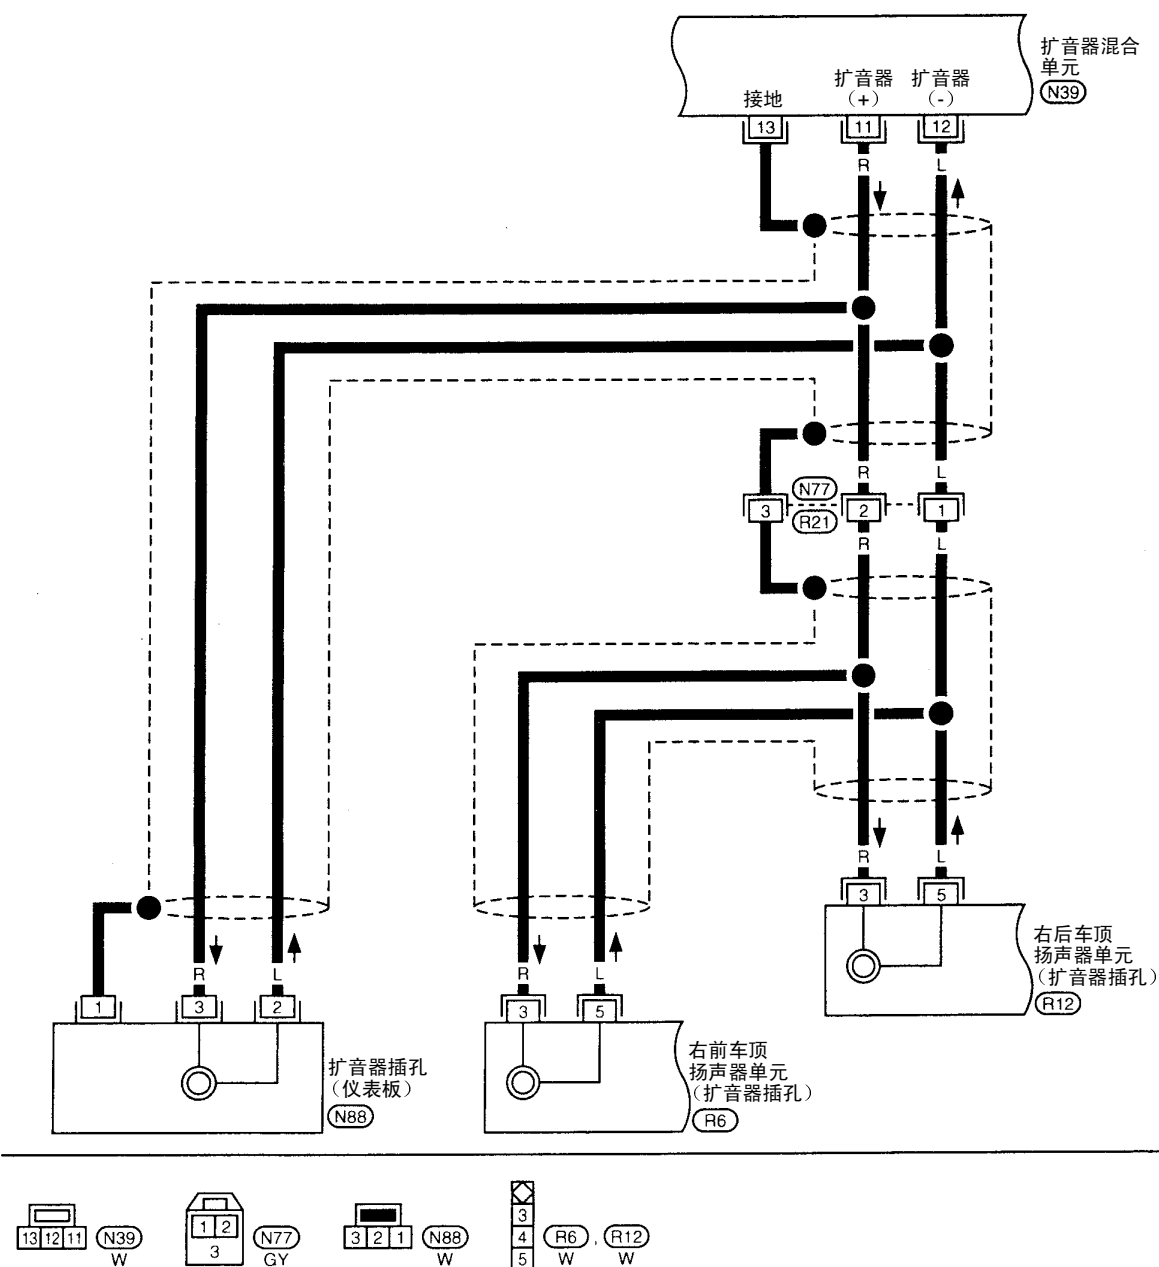 扩音器混合
单元
N39
接地
扩音器
(+)
扩音器
(-)
13
11
12
R
L
R
L
3
N77
R21
2
1
R
L
R
L
3
5
右后车顶
扬声器单元
(扩音器插孔)
R12
R
L
R
L
1
3
2
3
5
扩音器插孔
(仪表板)
N88
右前车顶
扬声器单元
(扩音器插孔)
R6
13 12 11
N39
W
1 2
3
N77
GY
3 2 1
N88
W
3
4
5
R6 , R12
W W